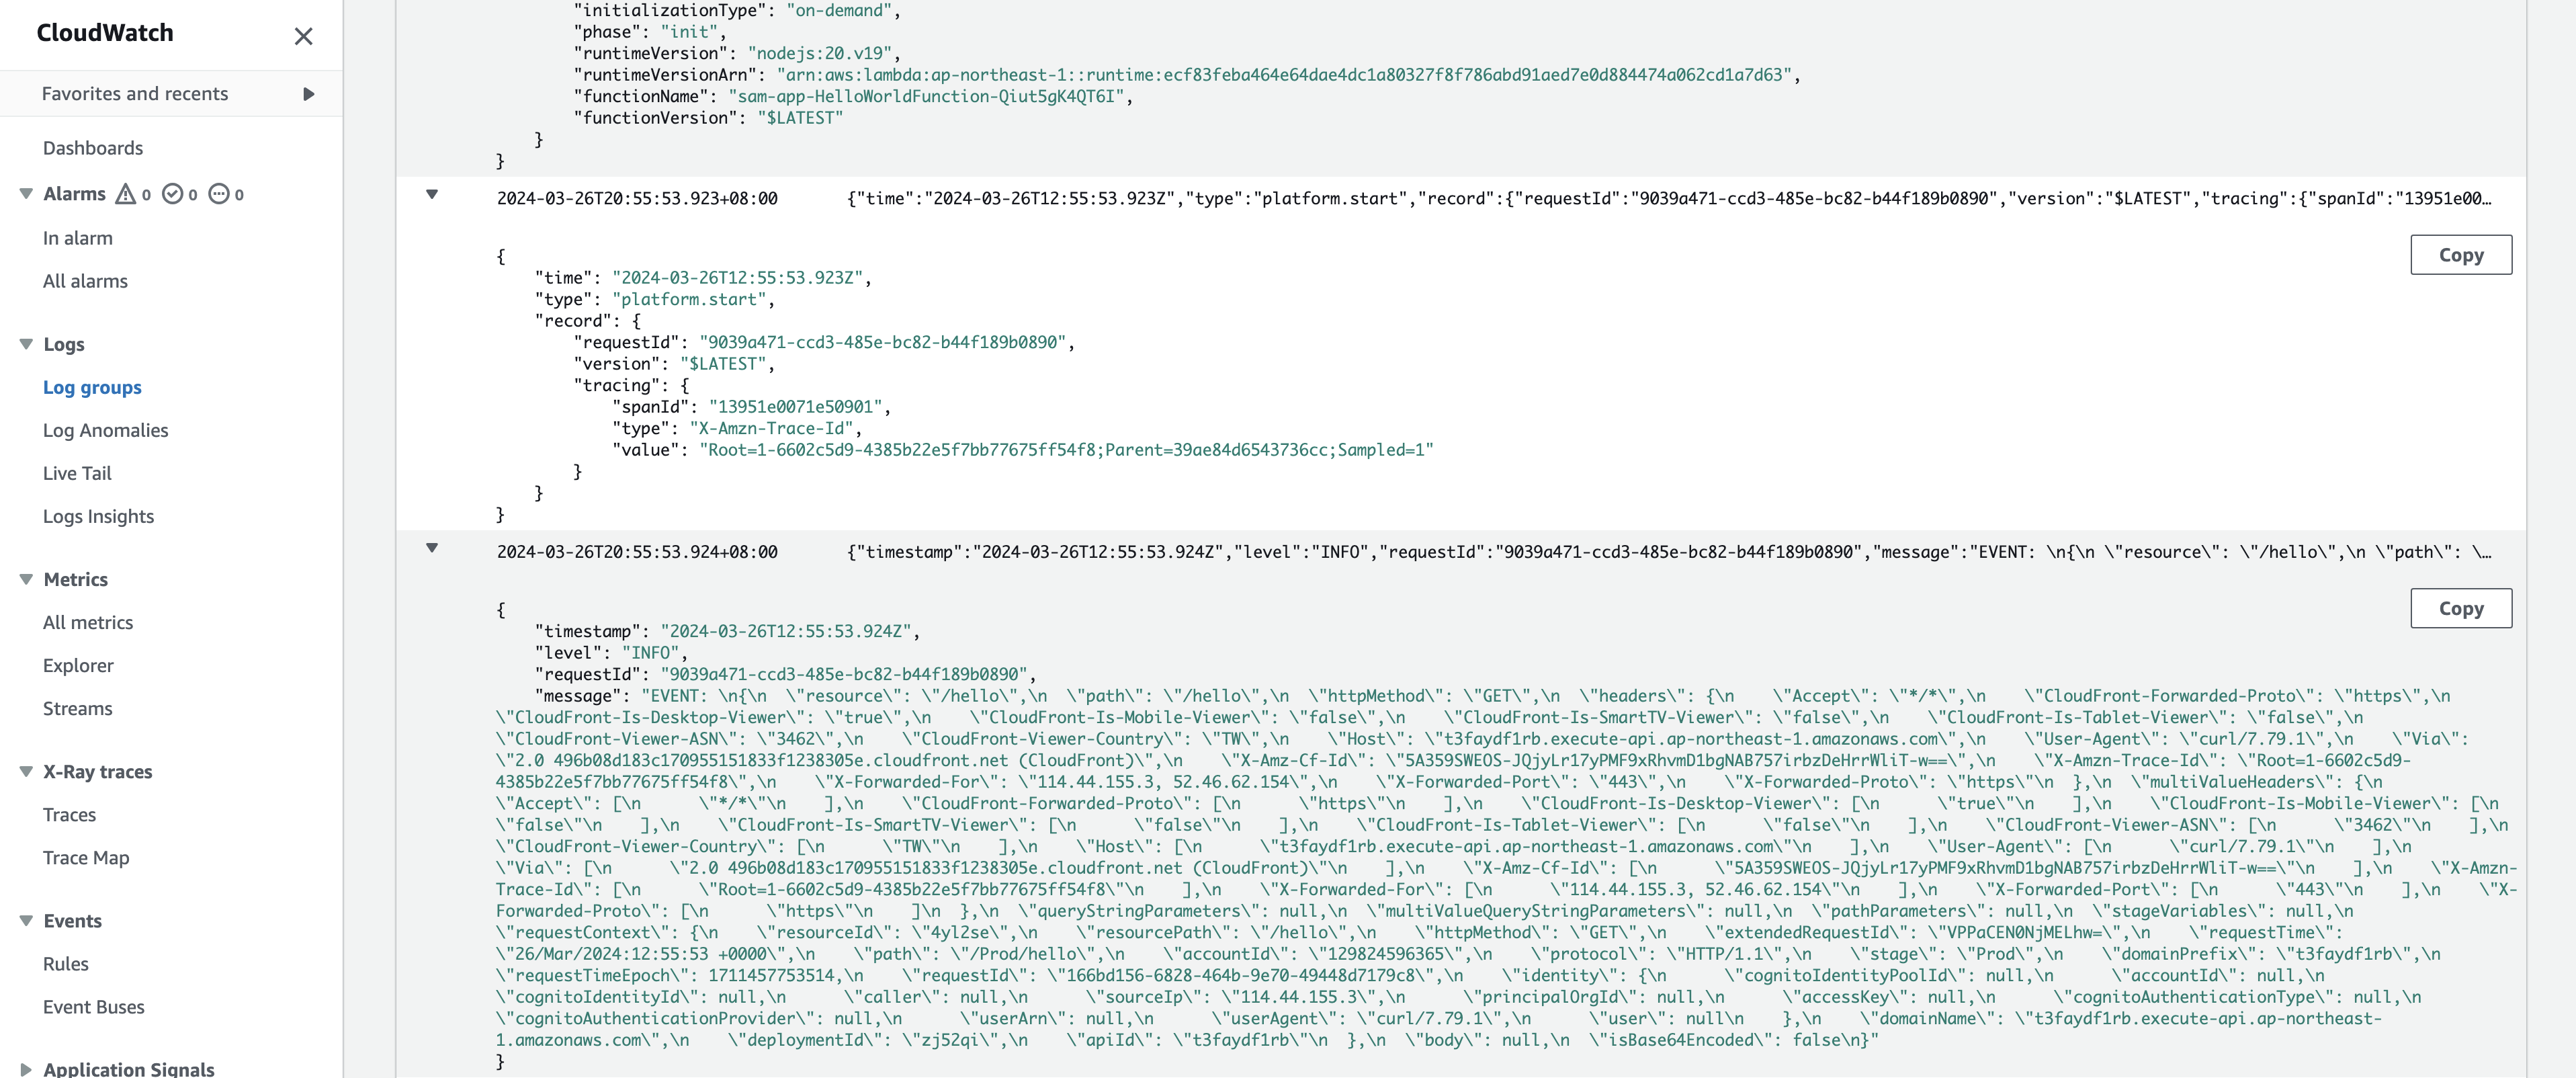 CloudWatch
Favorites and recents
Dashboards
Alarms 0 0 0
In alarm
All alarms
Logs
Log groups
Log Anomalies
Live Tail
Logs Insights
Metrics
All metrics
Explorer
Streams
X-Ray traces
Traces
Trace Map
Events
Rules
Event Buses
Application Signals
"initializationType": "on-demand",
"phase": "init",
"runtimeVersion": "nodejs:20.v19",
"runtimeVersionArn": "arn:aws:lambda:ap-northeast-1::runtime:ecf83feba464e64dae4dc1a80327f8f786abd91aed7e0d884474a062cd1a7d63",
"functionName": "sam-app-HelloWorldFunction-Qiut5gK4QT6I",
"functionVersion": "$LATEST"
}
}
2024-03-26T20:55:53.923+08:00 {"time":"2024-03-26T12:55:53.923Z","type":"platform.start","record":{"requestId":"9039a471-ccd3-485e-bc82-b44f189b0890","version":"$LATEST","tracing":{"spanId":"13951e00…
Copy
{
"time": "2024-03-26T12:55:53.923Z",
"type": "platform.start",
"record": {
"requestId": "9039a471-ccd3-485e-bc82-b44f189b0890",
"version": "$LATEST",
"tracing": {
"spanId": "13951e0071e50901",
"type": "X-Amzn-Trace-Id",
"value": "Root=1-6602c5d9-4385b22e5f7bb77675ff54f8;Parent=39ae84d6543736cc;Sampled=1"
}
}
}
2024-03-26T20:55:53.924+08:00 {"timestamp":"2024-03-26T12:55:53.924Z","level":"INFO","requestId":"9039a471-ccd3-485e-bc82-b44f189b0890","message":"EVENT: \n{\n \"resource\": \"/hello\",\n \"path\": \…
Copy
{
"timestamp": "2024-03-26T12:55:53.924Z",
"level": "INFO",
"requestId": "9039a471-ccd3-485e-bc82-b44f189b0890",
"message": "EVENT: \n{\n \"resource\": \"/hello\",\n \"path\": \"/hello\",\n \"httpMethod\": \"GET\",\n \"headers\": {\n \"Accept\": \"*/*\",\n \"CloudFront-Forwarded-Proto\": \"https\",\n
\"CloudFront-Is-Desktop-Viewer\": \"true\",\n \"CloudFront-Is-Mobile-Viewer\": \"false\",\n \"CloudFront-Is-SmartTV-Viewer\": \"false\",\n \"CloudFront-Is-Tablet-Viewer\": \"false\",\n
\"CloudFront-Viewer-ASN\": \"3462\",\n \"CloudFront-Viewer-Country\": \"TW\",\n \"Host\": \"t3faydf1rb.execute-api.ap-northeast-1.amazonaws.com\",\n \"User-Agent\": \"curl/7.79.1\",\n \"Via\":
\"2.0 496b08d183c170955151833f1238305e.cloudfront.net (CloudFront)\",\n \"X-Amz-Cf-Id\": \"5A359SWEOS-JQjyLr17yPMF9xRhvmD1bgNAB757irbzDeHrrWliT-w==\",\n \"X-Amzn-Trace-Id\": \"Root=1-6602c5d9-
4385b22e5f7bb77675ff54f8\",\n \"X-Forwarded-For\": \"114.44.155.3, 52.46.62.154\",\n \"X-Forwarded-Port\": \"443\",\n \"X-Forwarded-Proto\": \"https\"\n },\n \"multiValueHeaders\": {\n
\"Accept\": [\n \"*/*\"\n ],\n \"CloudFront-Forwarded-Proto\": [\n \"https\"\n ],\n \"CloudFront-Is-Desktop-Viewer\": [\n \"true\"\n ],\n \"CloudFront-Is-Mobile-Viewer\": [\n
\"false\"\n ],\n \"CloudFront-Is-SmartTV-Viewer\": [\n \"false\"\n ],\n \"CloudFront-Is-Tablet-Viewer\": [\n \"false\"\n ],\n \"CloudFront-Viewer-ASN\": [\n \"3462\"\n ],\n
\"CloudFront-Viewer-Country\": [\n \"TW\"\n ],\n \"Host\": [\n \"t3faydf1rb.execute-api.ap-northeast-1.amazonaws.com\"\n ],\n \"User-Agent\": [\n \"curl/7.79.1\"\n ],\n
\"Via\": [\n \"2.0 496b08d183c170955151833f1238305e.cloudfront.net (CloudFront)\"\n ],\n \"X-Amz-Cf-Id\": [\n \"5A359SWEOS-JQjyLr17yPMF9xRhvmD1bgNAB757irbzDeHrrWliT-w==\"\n ],\n \"X-Amzn-
Trace-Id\": [\n \"Root=1-6602c5d9-4385b22e5f7bb77675ff54f8\"\n ],\n \"X-Forwarded-For\": [\n \"114.44.155.3, 52.46.62.154\"\n ],\n \"X-Forwarded-Port\": [\n \"443\"\n ],\n \"X-
Forwarded-Proto\": [\n \"https\"\n ]\n },\n \"queryStringParameters\": null,\n \"multiValueQueryStringParameters\": null,\n \"pathParameters\": null,\n \"stageVariables\": null,\n
\"requestContext\": {\n \"resourceId\": \"4yl2se\",\n \"resourcePath\": \"/hello\",\n \"httpMethod\": \"GET\",\n \"extendedRequestId\": \"VPPaCEN0NjMELhw=\",\n \"requestTime\":
\"26/Mar/2024:12:55:53 +0000\",\n \"path\": \"/Prod/hello\",\n \"accountId\": \"129824596365\",\n \"protocol\": \"HTTP/1.1\",\n \"stage\": \"Prod\",\n \"domainPrefix\": \"t3faydf1rb\",\n
\"requestTimeEpoch\": 1711457753514,\n \"requestId\": \"166bd156-6828-464b-9e70-49448d7179c8\",\n \"identity\": {\n \"cognitoIdentityPoolId\": null,\n \"accountId\": null,\n
\"cognitoIdentityId\": null,\n \"caller\": null,\n \"sourceIp\": \"114.44.155.3\",\n \"principalOrgId\": null,\n \"accessKey\": null,\n \"cognitoAuthenticationType\": null,\n
\"cognitoAuthenticationProvider\": null,\n \"userArn\": null,\n \"userAgent\": \"curl/7.79.1\",\n \"user\": null\n },\n \"domainName\": \"t3faydf1rb.execute-api.ap-northeast-
1.amazonaws.com\",\n \"deploymentId\": \"zj52qi\",\n \"apiId\": \"t3faydf1rb\"\n },\n \"body\": null,\n \"isBase64Encoded\": false\n}"
}